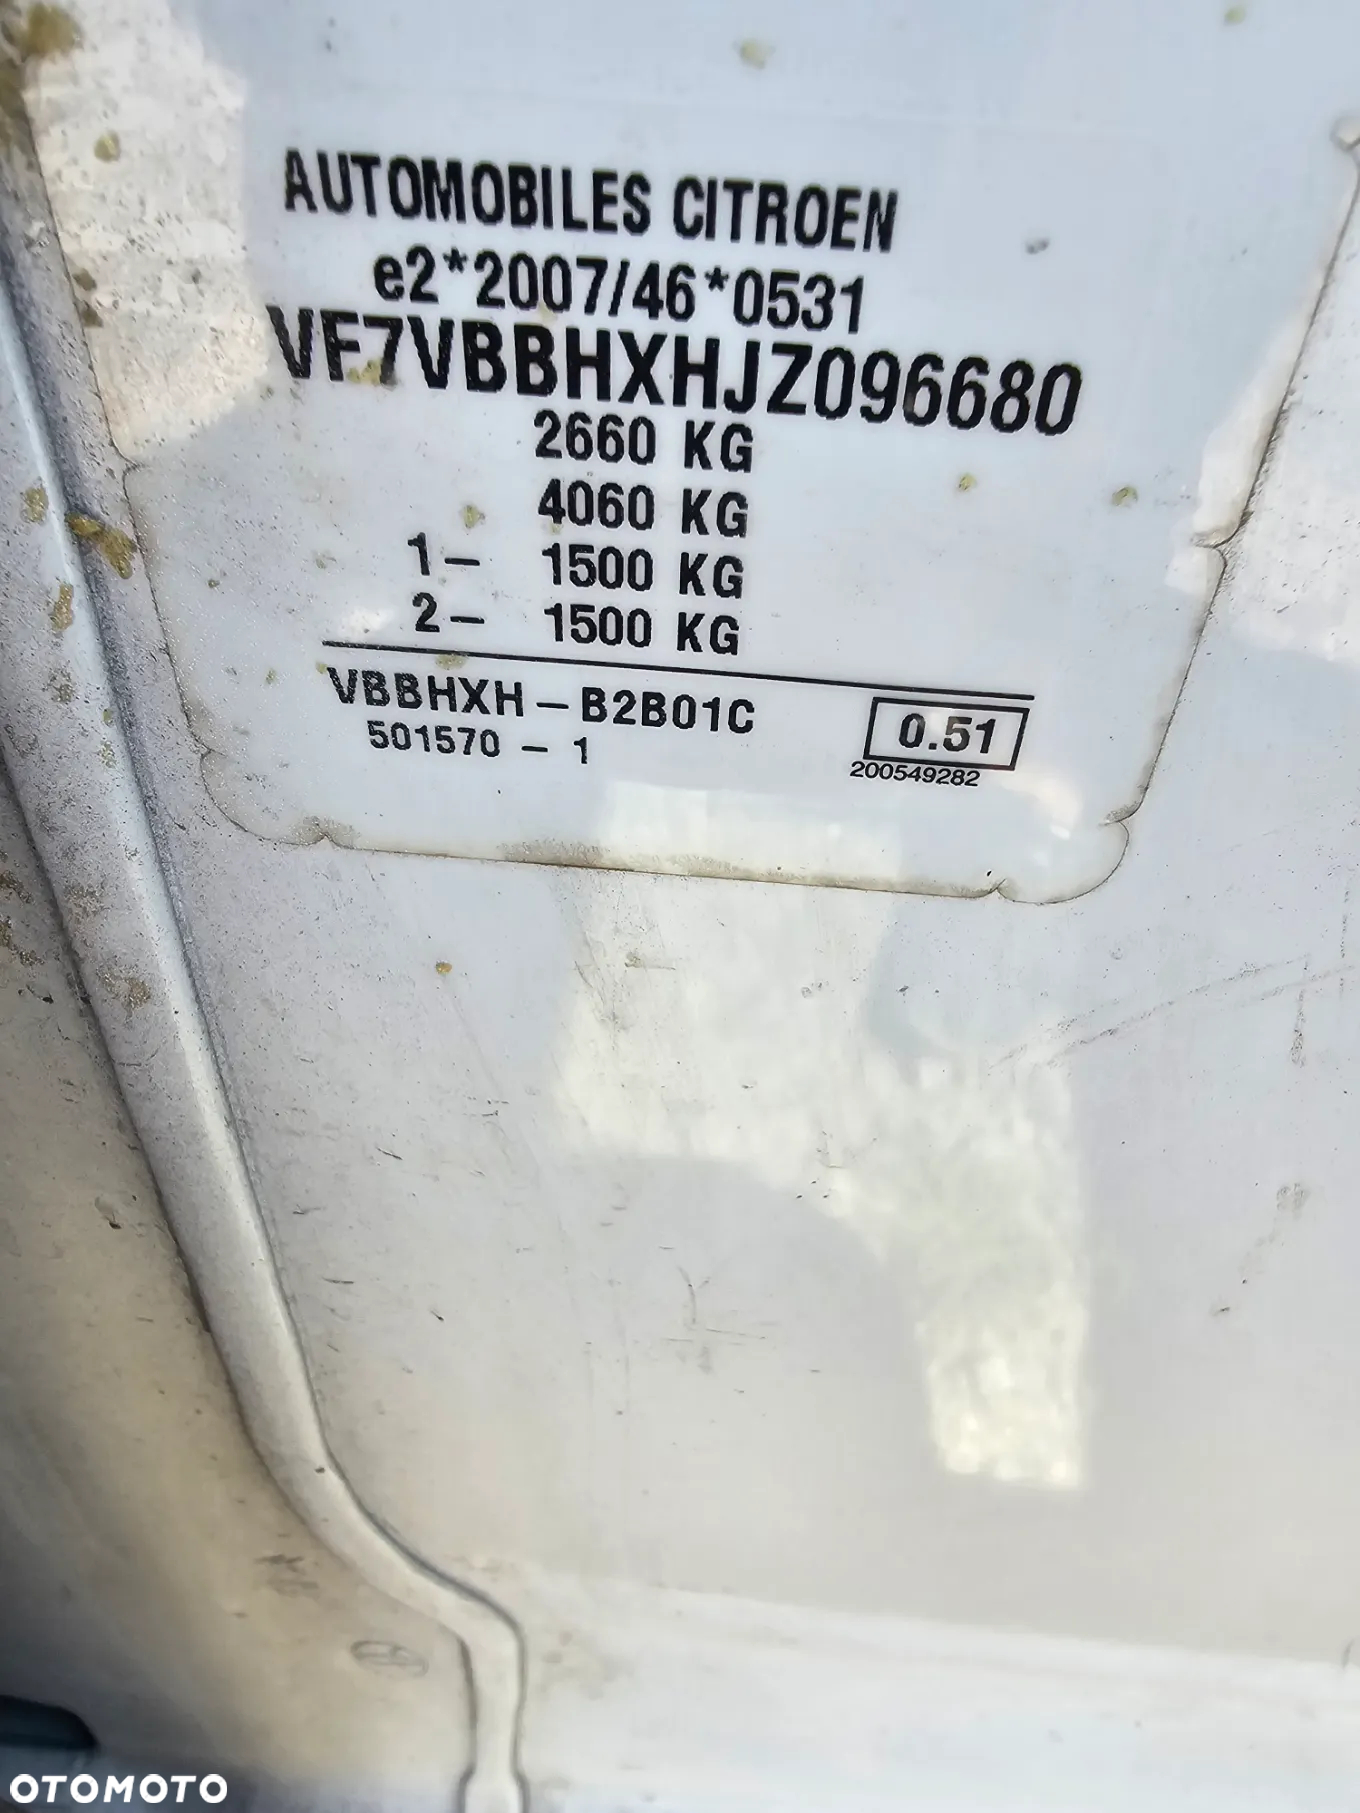 AUTOMOBILES CITROEN
e2*2007/46*0531
VF7VBBHXHJZ096680
2660 KG
4060 KG
1- 1500 KG
2- 1500 KG
VBBHXH-B2B01C
501570 - 1
0.51
200549282
OTOMOTO